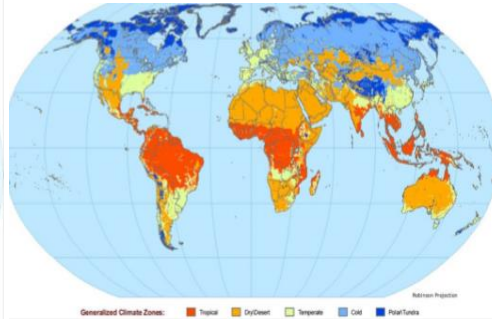 Robinson Projection
Generalized Climate Zones: Tropical Dry/Desert Temperate Cold Polar/Tundra